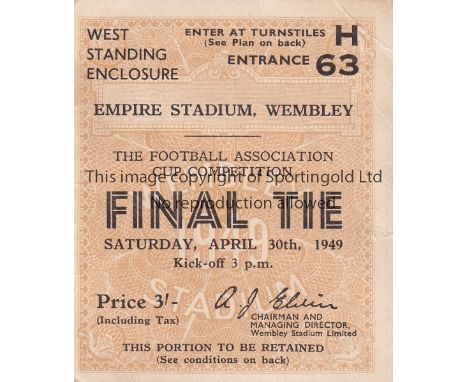 WEST
STANDING
ENCLOSURE
ENTER AT TURNSTILES
(See Plan on back)
H
ENTRANCE 63
EMPIRE STADIUM, WEMBLEY
THE FOOTBALL ASSOCIATION
CUP COMPETITION
This image copyright of Sportingold Ltd
FINAL TIE
No reproduction allowed
1949
SATURDAY, APRIL 30th, 1949
Kick-off 3 p.m.
STADIUM
Price 3/-
(Including Tax)
A. J. Elvin
CHAIRMAN AND
MANAGING DIRECTOR,
Wembley Stadium Limited
THIS PORTION TO BE RETAINED
(See conditions on back)